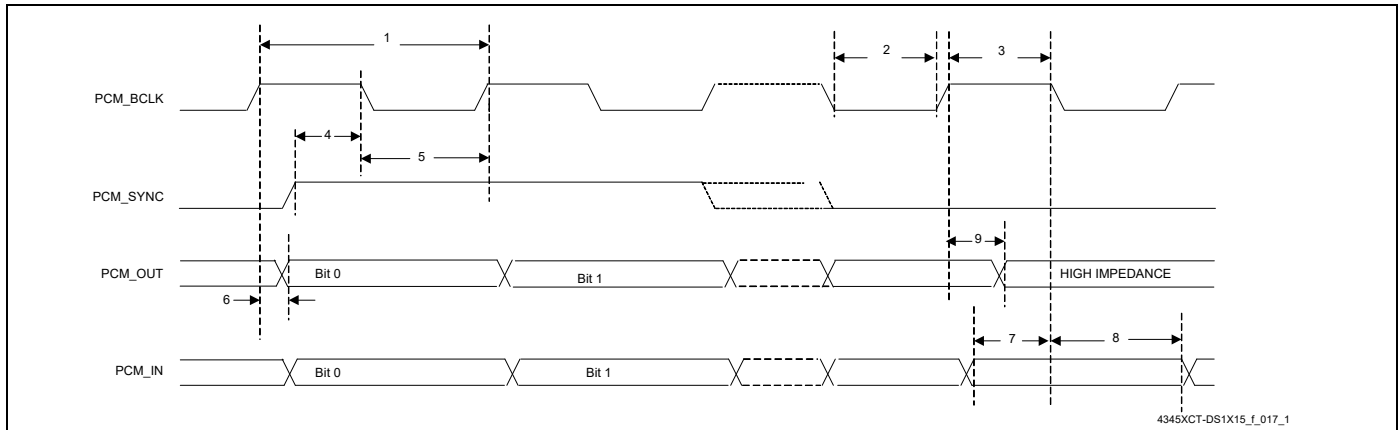 1
2
3
PCM_BCLK
4
5
PCM_SYNC
9
PCM_OUT
Bit 0
Bit 1
HIGH IMPEDANCE
6
7
8
PCM_IN
Bit 0
Bit 1
4345XCT-DS1X15_f_017_1